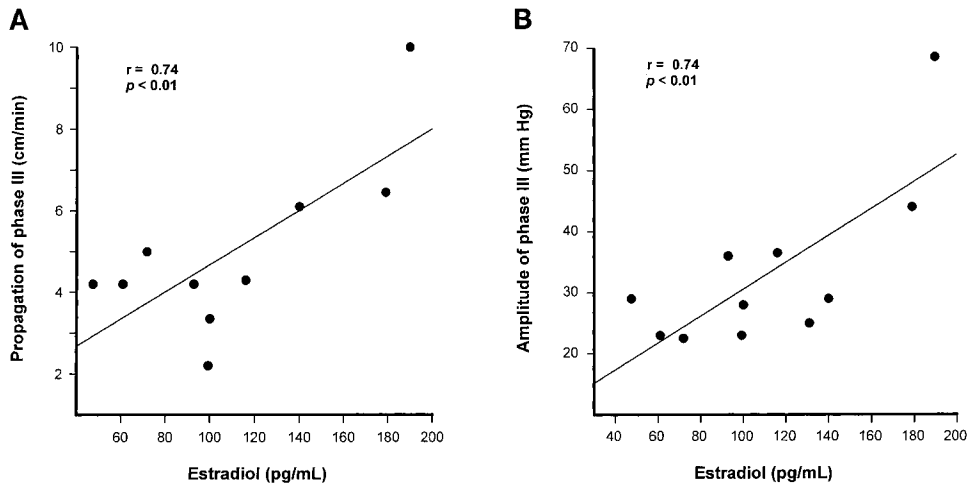 A
r = 0.74
p < 0.01
10
8
6
4
2
Propagation of phase III (cm/min)
60 80 100 120 140 160 180 200
Estradiol (pg/mL)
B
r = 0.74
p < 0.01
70
60
50
40
30
20
Amplitude of phase III (mm Hg)
40 60 80 100 120 140 160 180 200
Estradiol (pg/mL)